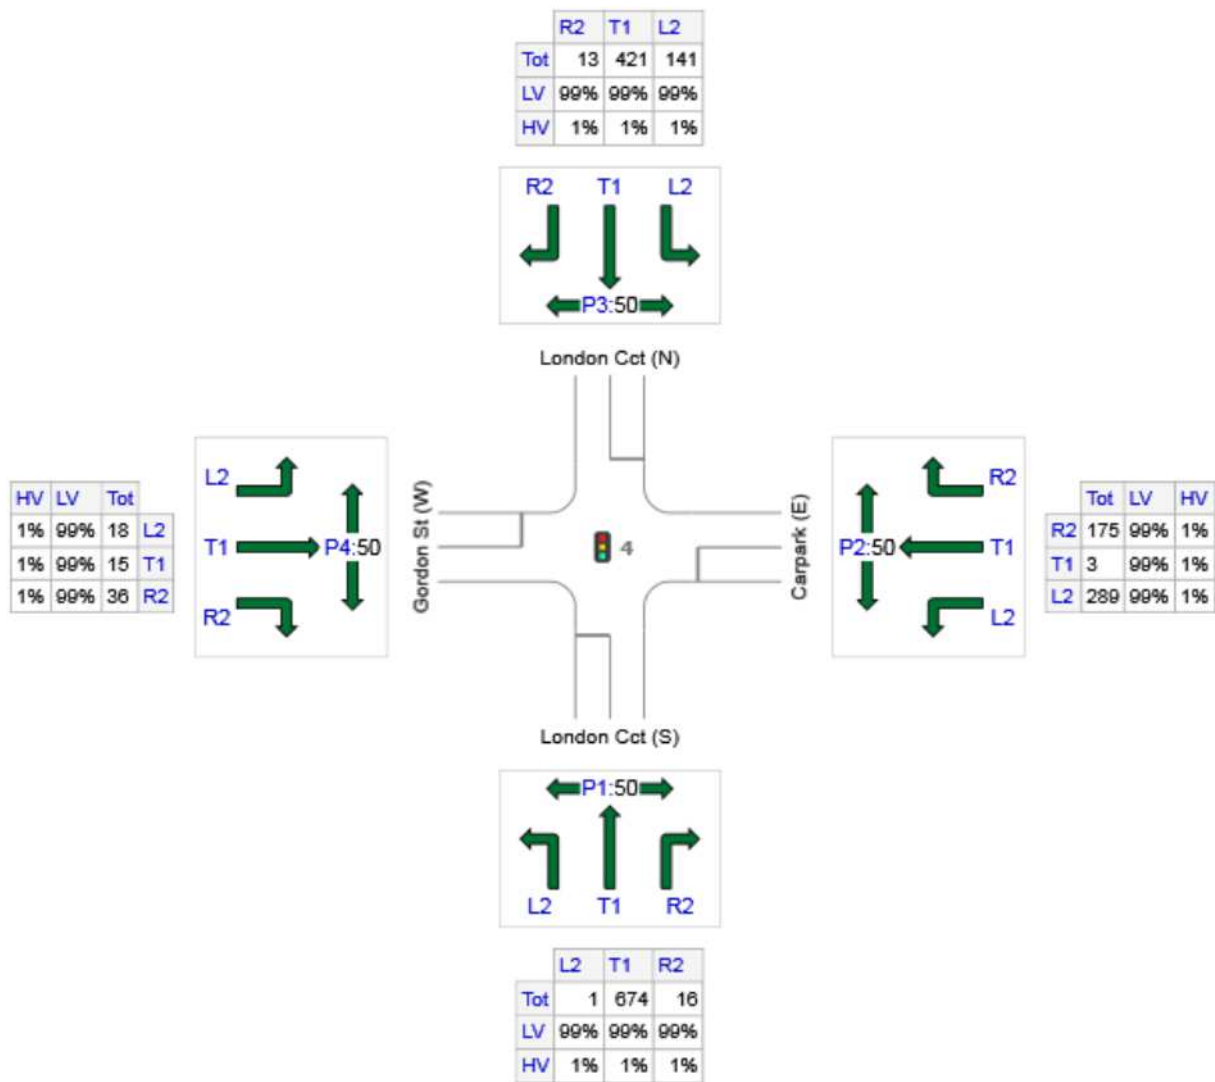 R2 T1 L2
Tot 13 421 141
LV 99% 99% 99%
HV 1% 1% 1%
R2 T1 L2
P3:50
London Cct (N)
HV LV Tot
1% 99% 18 L2
1% 99% 15 T1
1% 99% 36 R2
L2
T1
P4:50
R2
Gordon St (W)
4
Carpark (E)
R2
P2:50
T1
L2
Tot LV HV
R2 175 99% 1%
T1 3 99% 1%
L2 289 99% 1%
London Cct (S)
P1:50
L2 T1 R2
L2 T1 R2
Tot 1 674 16
LV 99% 99% 99%
HV 1% 1% 1%